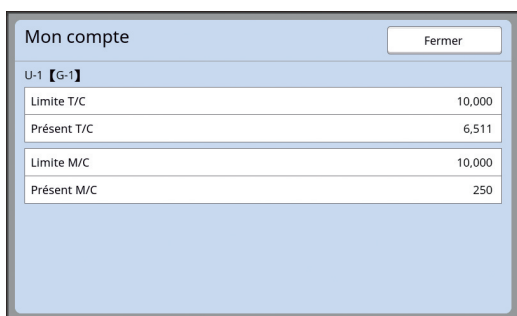 Mon compte
Fermer
U-1【G-1】
Limite T/C 10,000
Présent T/C 6,511
Limite M/C 10,000
Présent M/C 250